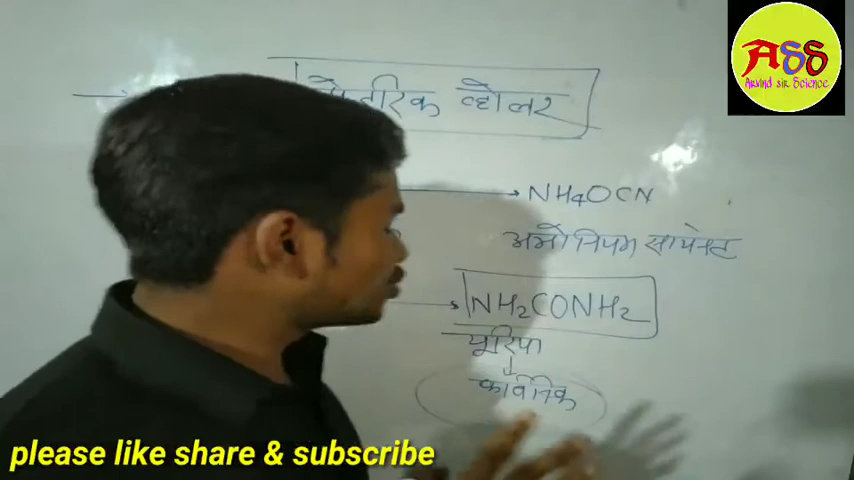 ASS
Arvind sir Science
व्हौलर
NH4OCN
अमोनियम सायनेट
NH2CONH2
यूरिया
कार्बनिक
please like share & subscribe